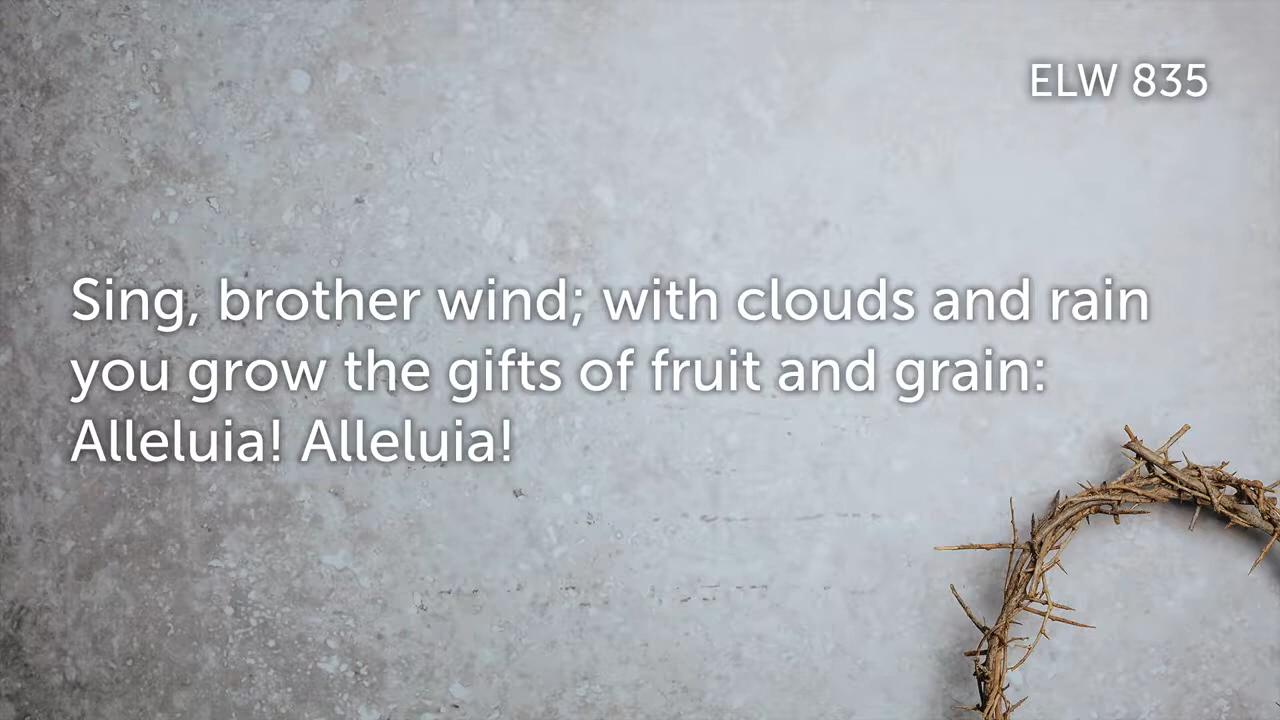 ELW 835
Sing, brother wind; with clouds and rain
you grow the gifts of fruit and grain:
Alleluia! Alleluia!